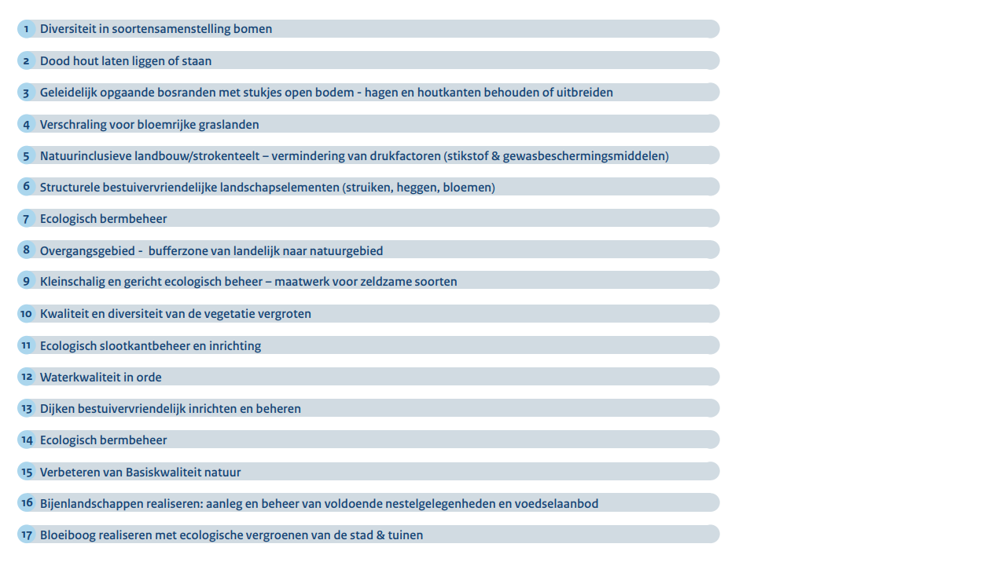 1 Diversiteit in soortensamenstelling bomen
2 Dood hout laten liggen of staan
3 Geleidelijk opgaande bosranden met stukjes open bodem - hagen en houtkanten behouden of uitbreiden
4 Verschraling voor bloemrijke graslanden
5 Natuurinclusieve landbouw/strokenteelt – vermindering van drukfactoren (stikstof & gewasbeschermingsmiddelen)
6 Structurele bestuivervriendelijke landschapselementen (struiken, heggen, bloemen)
7 Ecologisch bermbeheer
8 Overgangsgebied -  bufferzone van landelijk naar natuurgebied
9 Kleinschalig en gericht ecologisch beheer – maatwerk voor zeldzame soorten
10 Kwaliteit en diversiteit van de vegetatie vergroten
11 Ecologisch slootkantbeheer en inrichting
12 Waterkwaliteit in orde
13 Dijken bestuivervriendelijk inrichten en beheren
14 Ecologisch bermbeheer
15 Verbeteren van Basiskwaliteit natuur
16 Bijenlandschappen realiseren: aanleg en beheer van voldoende nestelgelegenheden en voedselaanbod
17 Bloeiboog realiseren met ecologische vergroenen van de stad & tuinen